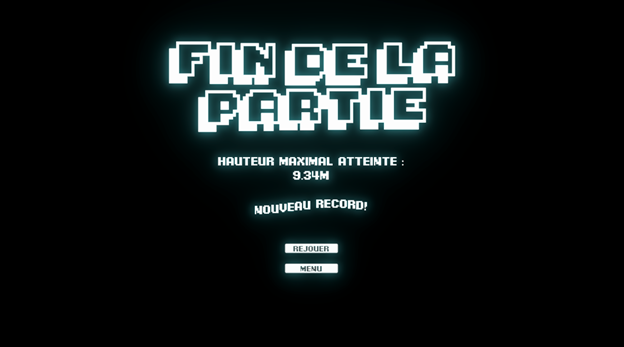 FIN DE LA
PARTIE
HAUTEUR MAXIMAL ATTEINTE :
9.34M
NOUVEAU RECORD!
REJOUER
MENU